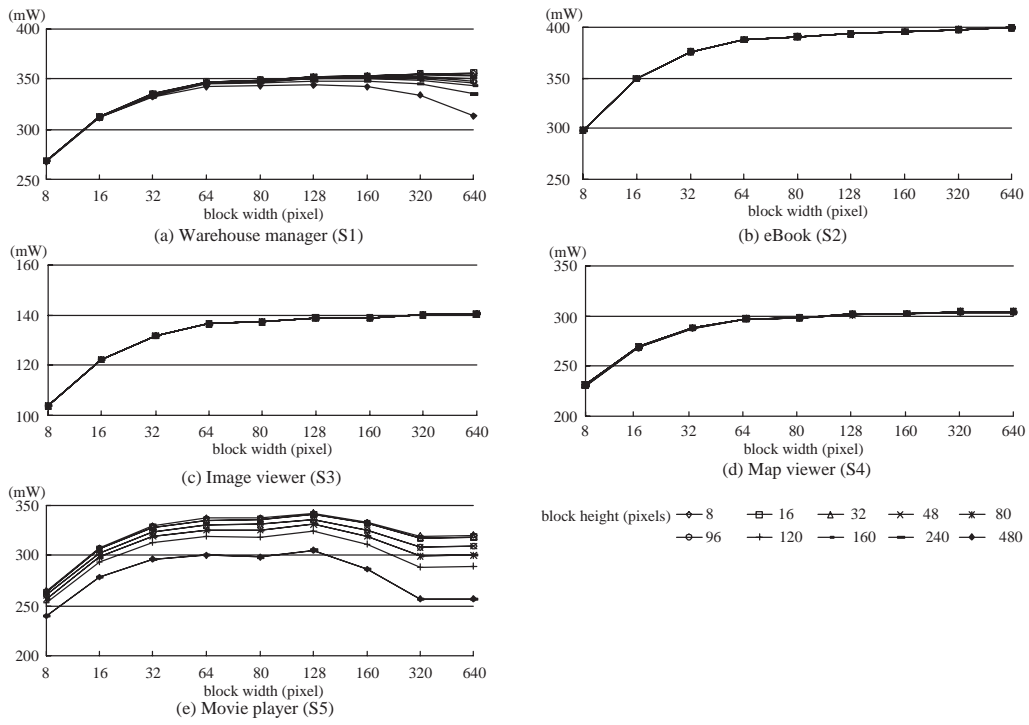 (mW)
400
350
300
250
8 16 32 64 80 128 160 320 640
block width (pixel)
(a) Warehouse manager (S1)
(mW)
400
350
300
250
8 16 32 64 80 128 160 320 640
block width (pixel)
(b) eBook (S2)
(mW)
160
140
120
100
8 16 32 64 80 128 160 320 640
block width (pixel)
(c) Image viewer (S3)
(mW)
350
300
250
200
8 16 32 64 80 128 160 320 640
block width (pixel)
(d) Map viewer (S4)
(mW)
350
300
250
200
8 16 32 64 80 128 160 320 640
block width (pixel)
(e) Movie player (S5)
block height (pixels) 8 16 32 48 80
96 120 160 240 480